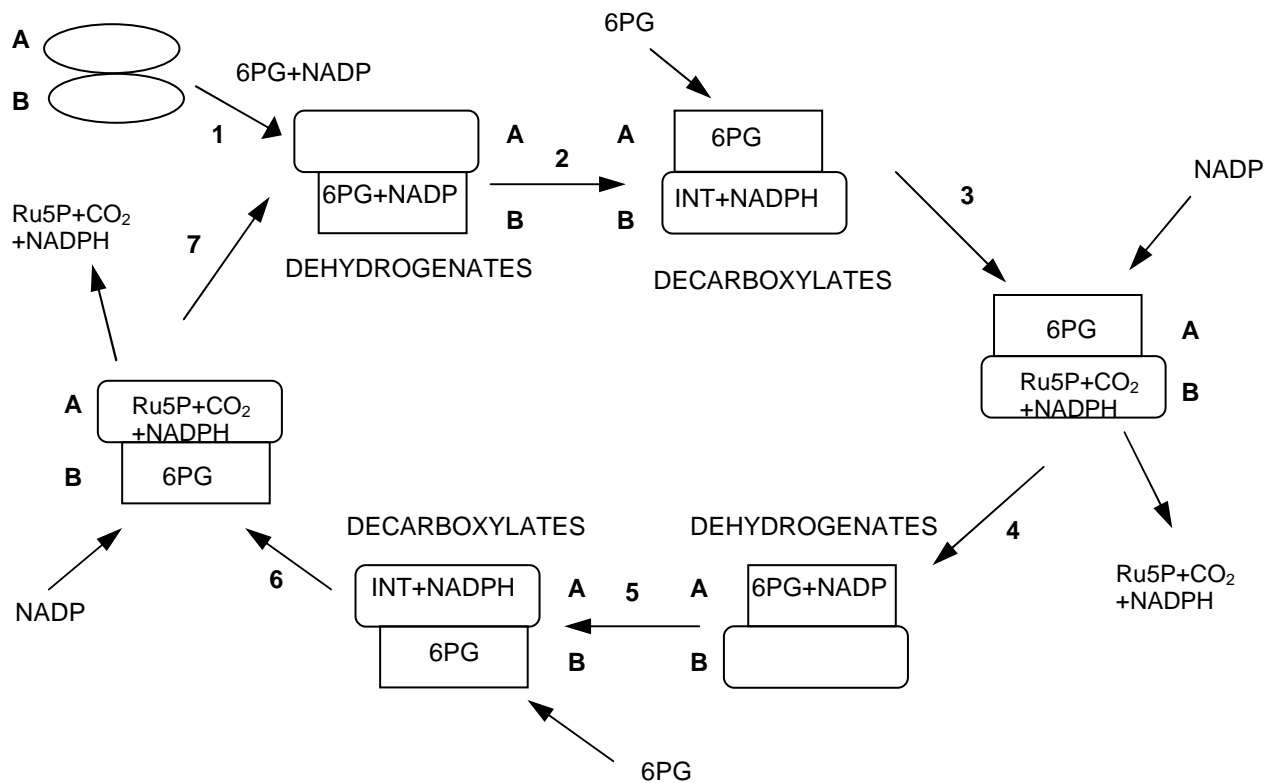 6PG
A
6PG+NADP
B
1
A
2
A
6PG
6PG+NADP
INT+NADPH
3
NADP
B
B
Ru5P+CO₂
+NADPH
7
DEHYDROGENATES
DECARBOXYLATES
6PG
A
Ru5P+CO₂
+NADPH
B
A
Ru5P+CO₂
+NADPH
B
6PG
DECARBOXYLATES
DEHYDROGENATES
4
6
INT+NADPH
A
5
A
6PG+NADP
Ru5P+CO₂
+NADPH
NADP
6PG
B
B
6PG